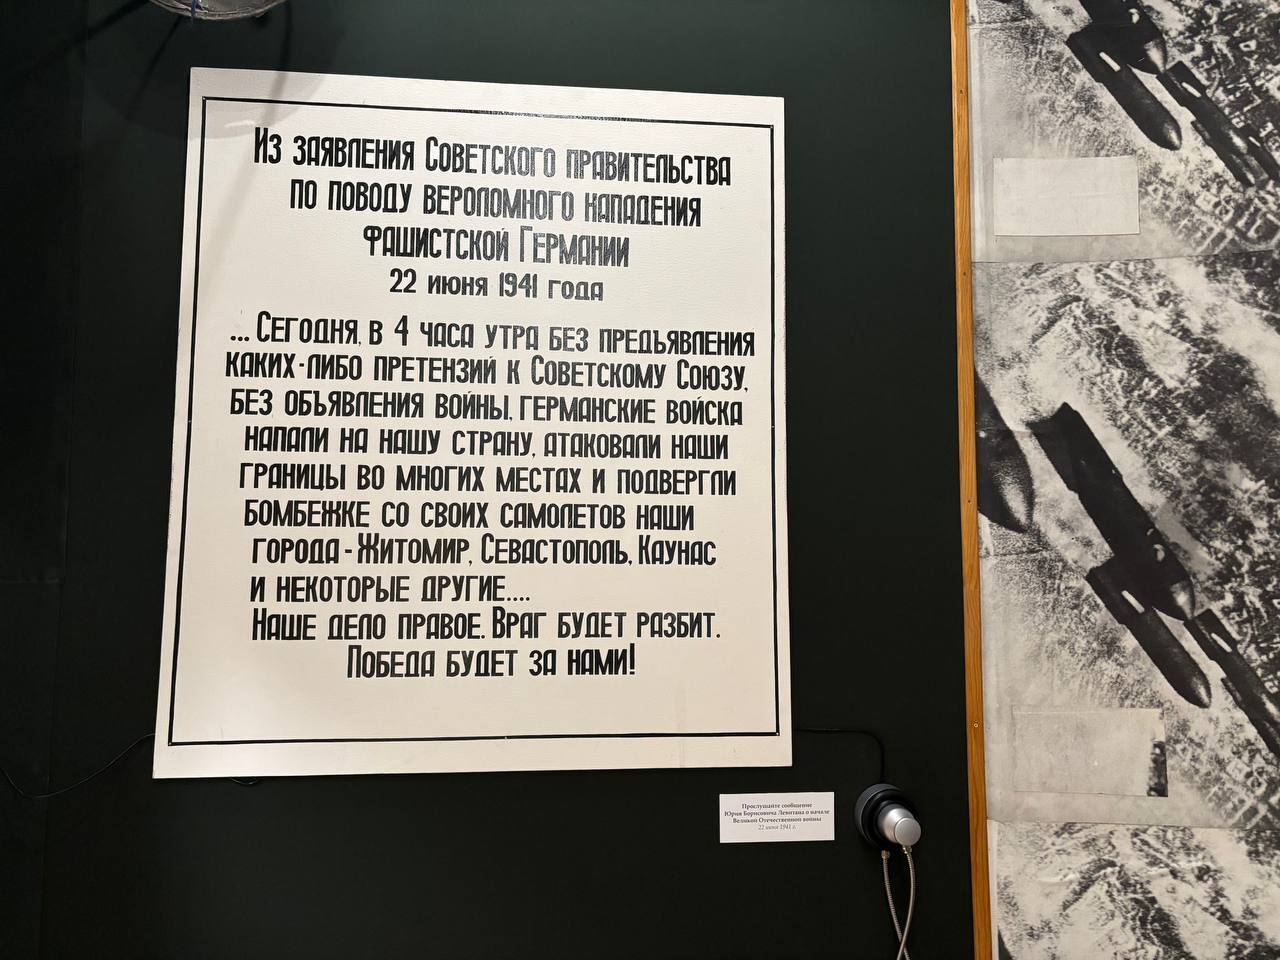 Из заявления Советского правительства
по поводу вероломного нападения
фашистской Германии
22 июня 1941 года
... Сегодня, в 4 часа утра без предъявления
каких-либо претензий к Советскому Союзу,
без объявления войны, германские войска
напали на нашу страну, атаковали наши
границы во многих местах и подвергли
бомбежке со своих самолетов наши
города - Житомир, Севастополь, Каунас
и некоторые другие....
Наше дело правое. Враг будет разбит.
Победа будет за нами!
Прослушайте сообщение
Юрия Борисовича Левитана о начале
Великой Отечественной войны
22 июня 1941 г.